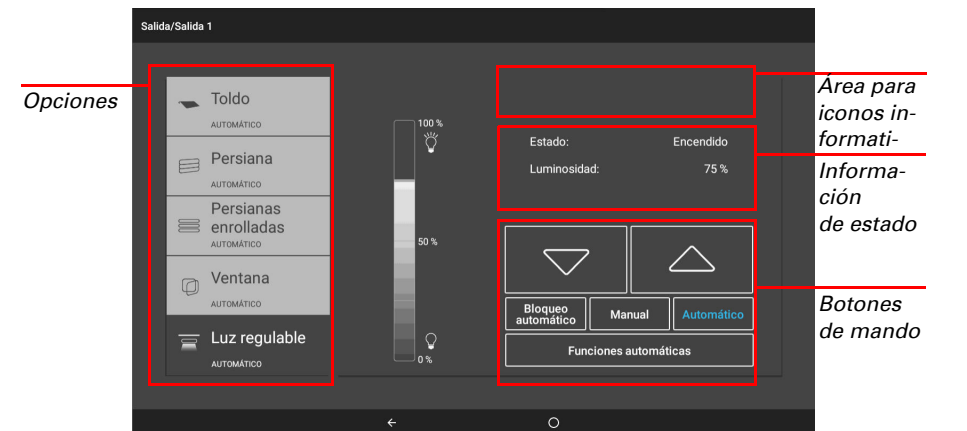 Salida/Salida 1
Opciones
Toldo
AUTOMÁTICO
Persiana
AUTOMÁTICO
Persianas
enrolladas
AUTOMÁTICO
Ventana
AUTOMÁTICO
Luz regulable
AUTOMÁTICO
100 %
50 %
0 %
Estado: Encendido
Luminosidad: 75 %
Bloqueo
automático
Manual
Automático
Funciones automáticas
Área para
iconos in-
formati-
Informa-
ción
de estado
Botones
de mando